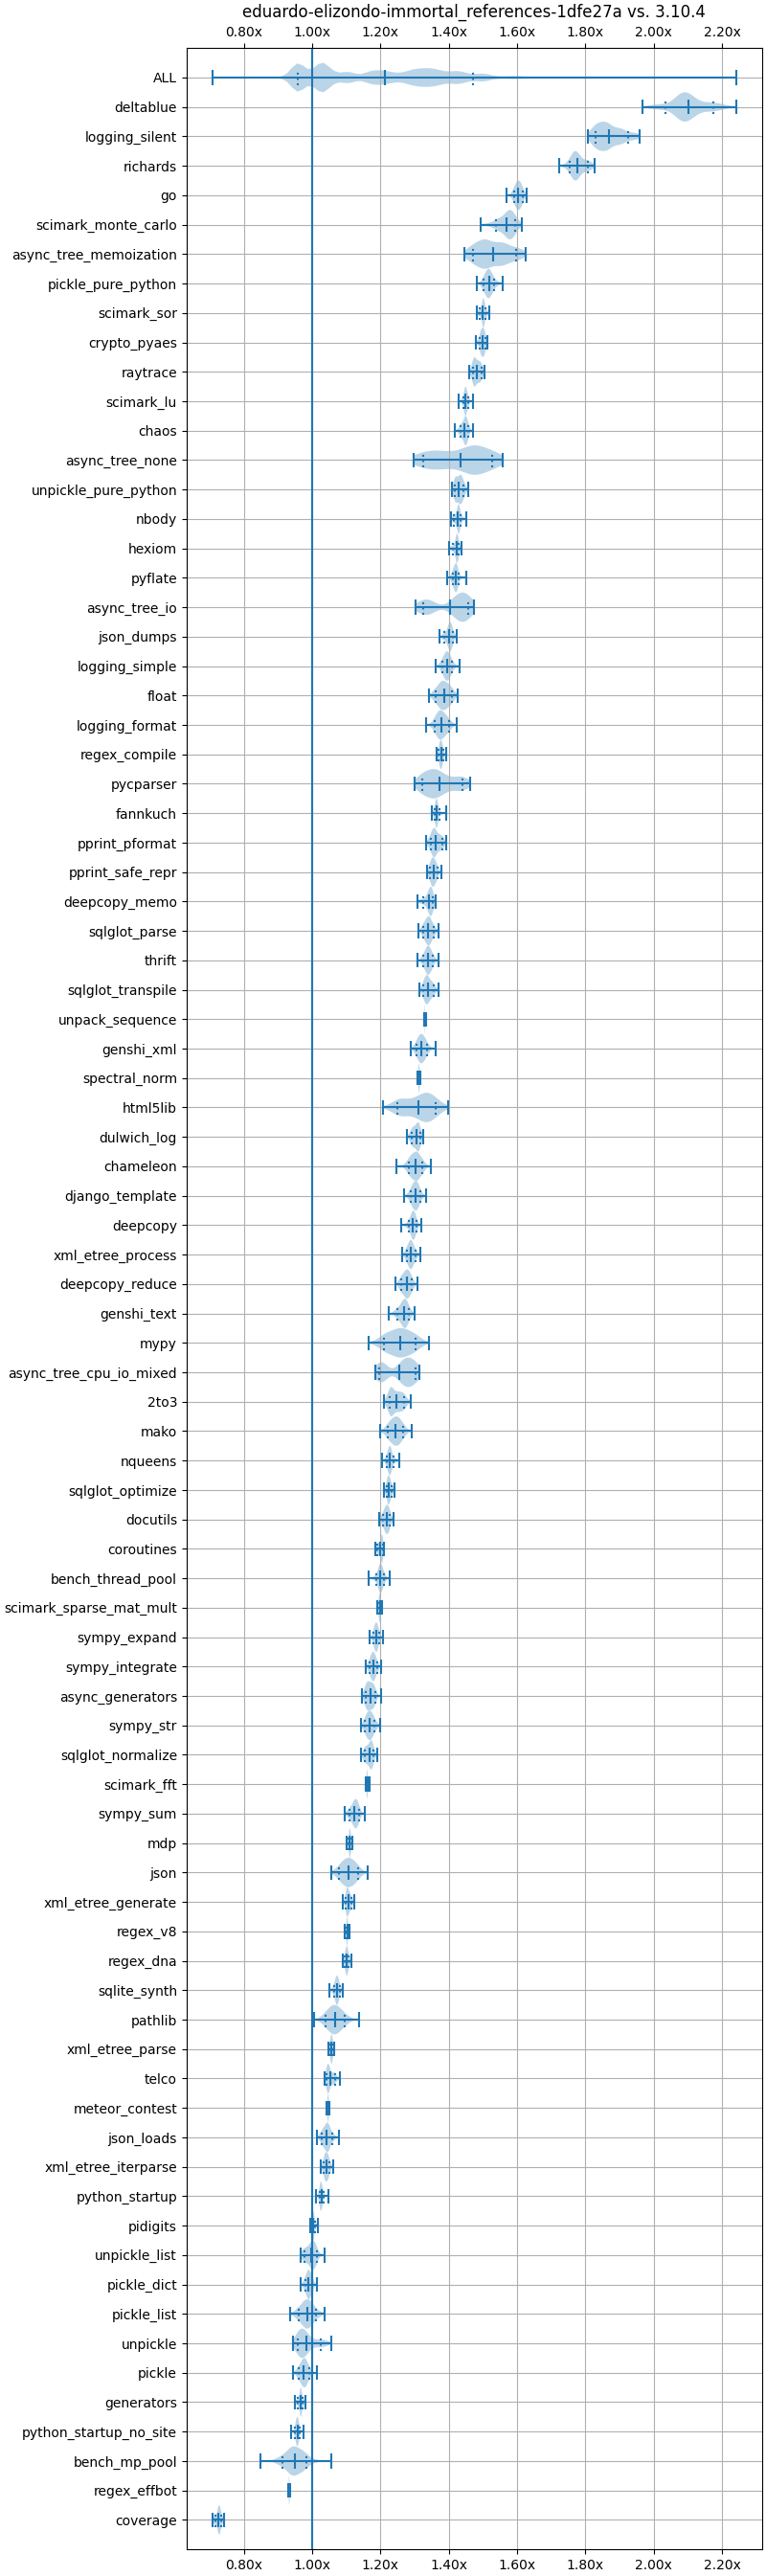 eduardo-elizondo-immortal_references-1dfe27a vs. 3.10.4
0.80x 1.00x 1.20x 1.40x 1.60x 1.80x 2.00x 2.20x
ALL
deltablue
logging_silent
richards
go
scimark_monte_carlo
async_tree_memoization
pickle_pure_python
scimark_sor
crypto_pyaes
raytrace
scimark_lu
chaos
async_tree_none
unpickle_pure_python
nbody
hexiom
pyflate
async_tree_io
json_dumps
logging_simple
float
logging_format
regex_compile
pycparser
fannkuch
pprint_pformat
pprint_safe_repr
deepcopy_memo
sqlglot_parse
thrift
sqlglot_transpile
unpack_sequence
genshi_xml
spectral_norm
html5lib
dulwich_log
chameleon
django_template
deepcopy
xml_etree_process
deepcopy_reduce
genshi_text
mypy
async_tree_cpu_io_mixed
2to3
mako
nqueens
sqlglot_optimize
docutils
coroutines
bench_thread_pool
scimark_sparse_mat_mult
sympy_expand
sympy_integrate
async_generators
sympy_str
sqlglot_normalize
scimark_fft
sympy_sum
mdp
json
xml_etree_generate
regex_v8
regex_dna
sqlite_synth
pathlib
xml_etree_parse
telco
meteor_contest
json_loads
xml_etree_iterparse
python_startup
pidigits
unpickle_list
pickle_dict
pickle_list
unpickle
pickle
generators
python_startup_no_site
bench_mp_pool
regex_effbot
coverage
0.80x 1.00x 1.20x 1.40x 1.60x 1.80x 2.00x 2.20x